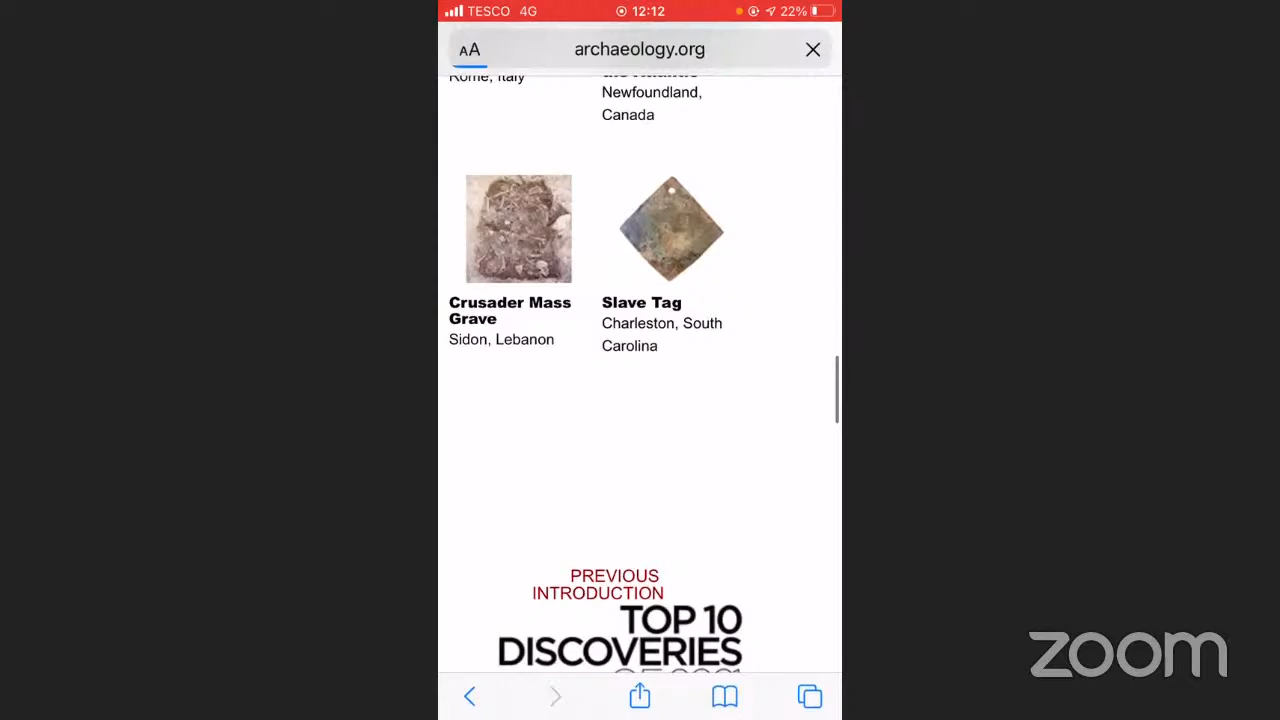 TESCO 4G 12:12 22%
AA archaeology.org
Rome, Italy
Newfoundland,
Canada
Crusader Mass
Grave
Sidon, Lebanon
Slave Tag
Charleston, South
Carolina
PREVIOUS
INTRODUCTION
TOP 10
DISCOVERIES
zoom